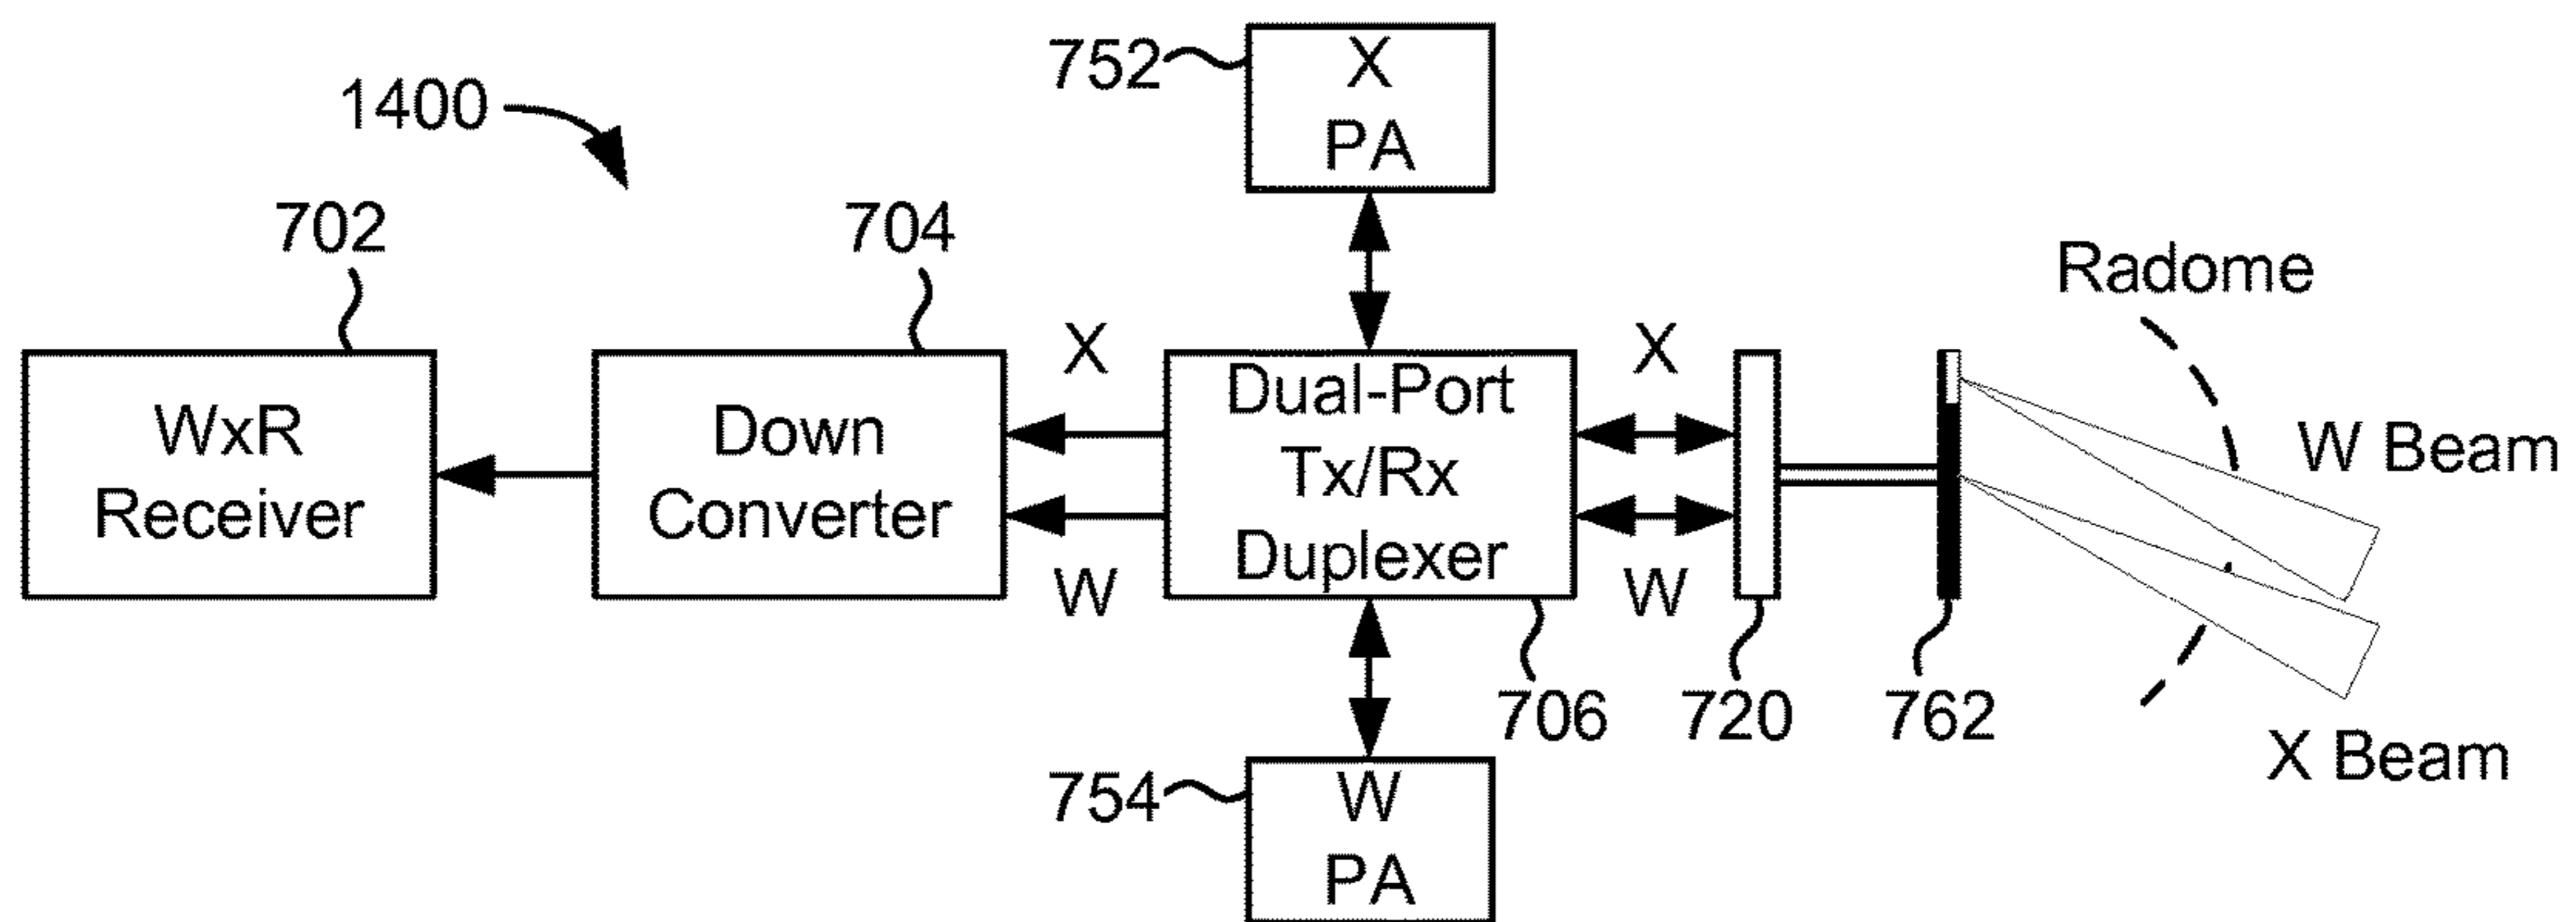 752
X
PA
1400
702
704
Radome
WxR
Receiver
Down
Converter
X
W
Dual-Port
Tx/Rx
Duplexer
X
W
W Beam
706
720
762
X Beam
754
W
PA